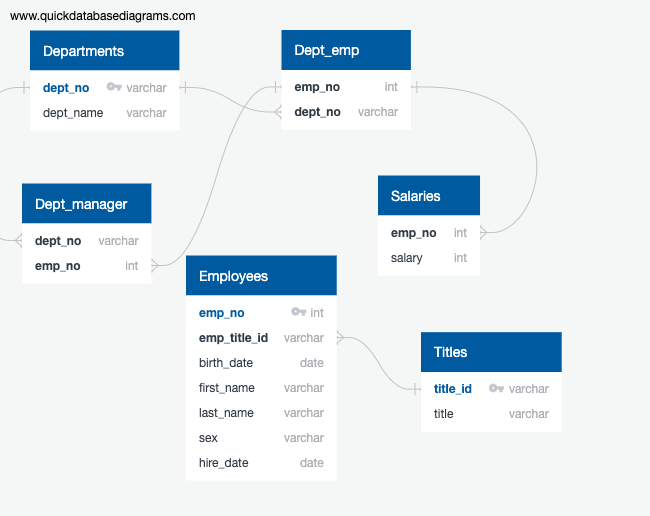 www.quickdatabasediagrams.com
Departments
dept_no varchar
dept_name varchar
Dept_emp
emp_no int
dept_no varchar
Dept_manager
dept_no varchar
emp_no int
Salaries
emp_no int
salary int
Employees
emp_no int
emp_title_id varchar
birth_date date
first_name varchar
last_name varchar
sex varchar
hire_date date
Titles
title_id varchar
title varchar